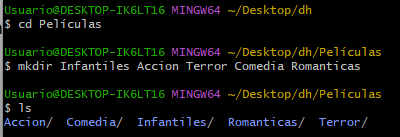 Usuario@DESKTOP-IK6LT16 MINGW64 ~/Desktop/dh
$ cd Películas
Usuario@DESKTOP-IK6LT16 MINGW64 ~/Desktop/dh/Películas
$ mkdir Infantiles Accion Terror Comedia Romanticas
Usuario@DESKTOP-IK6LT16 MINGW64 ~/Desktop/dh/Películas
$ ls
Accion/  Comedia/  Infantiles/  Romanticas/  Terror/